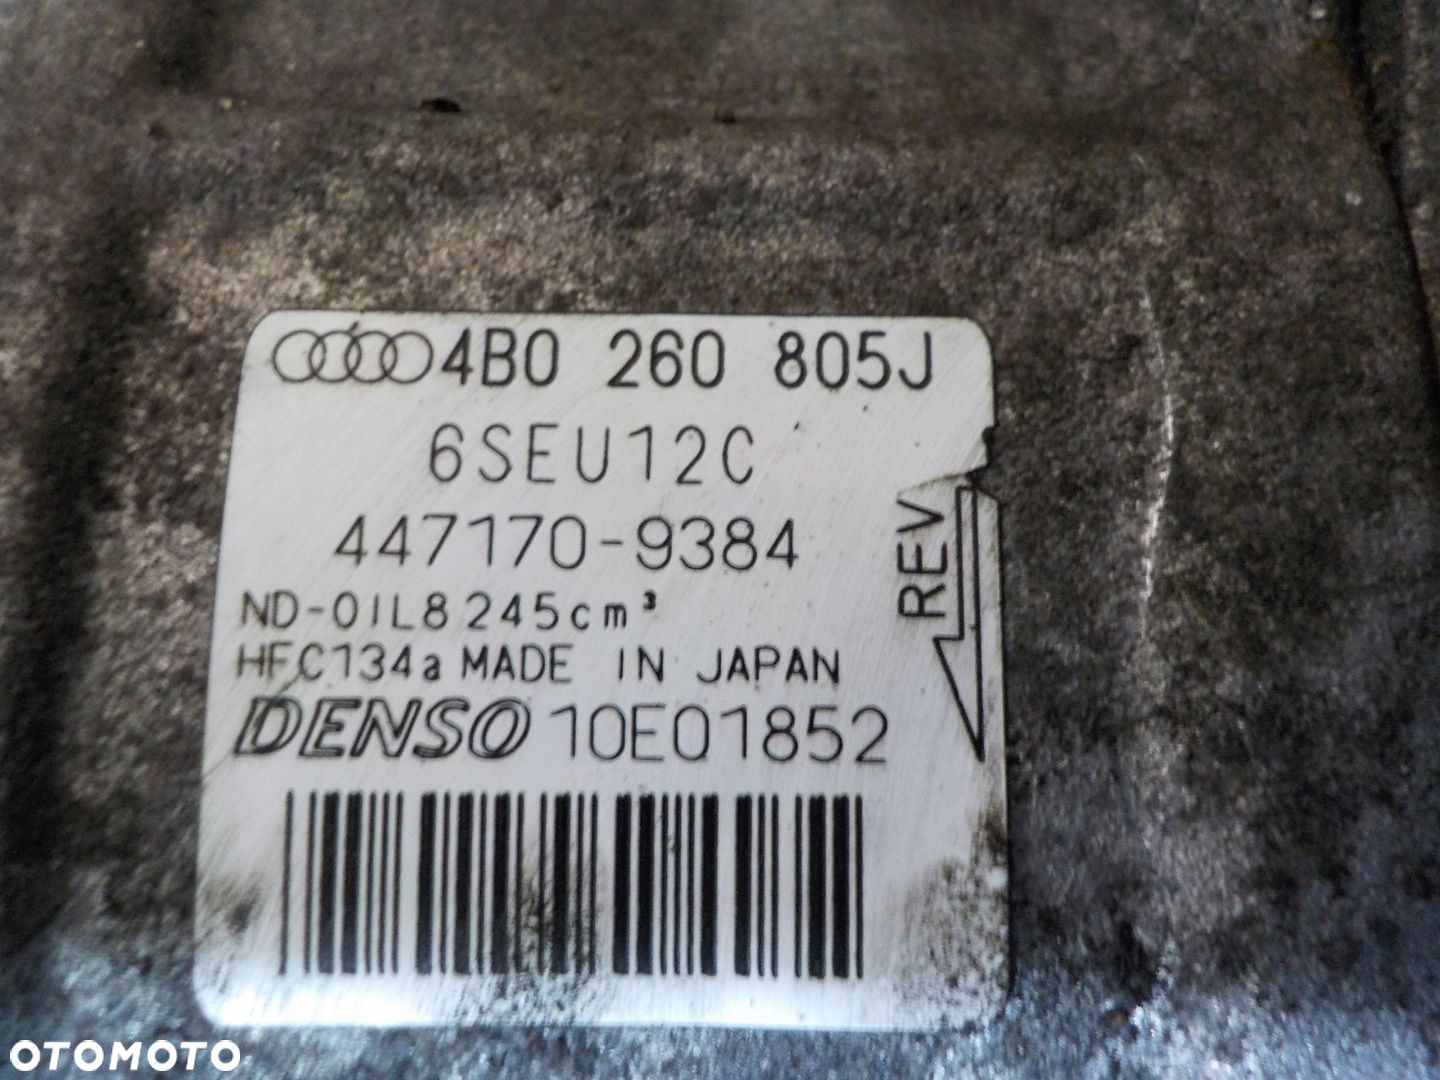 4B0 260 805J
6SEU12C
447170-9384
ND-OIL8 245cm³
HFC134a MADE IN JAPAN
DENSO 10E01852
REV
OTOMOTO